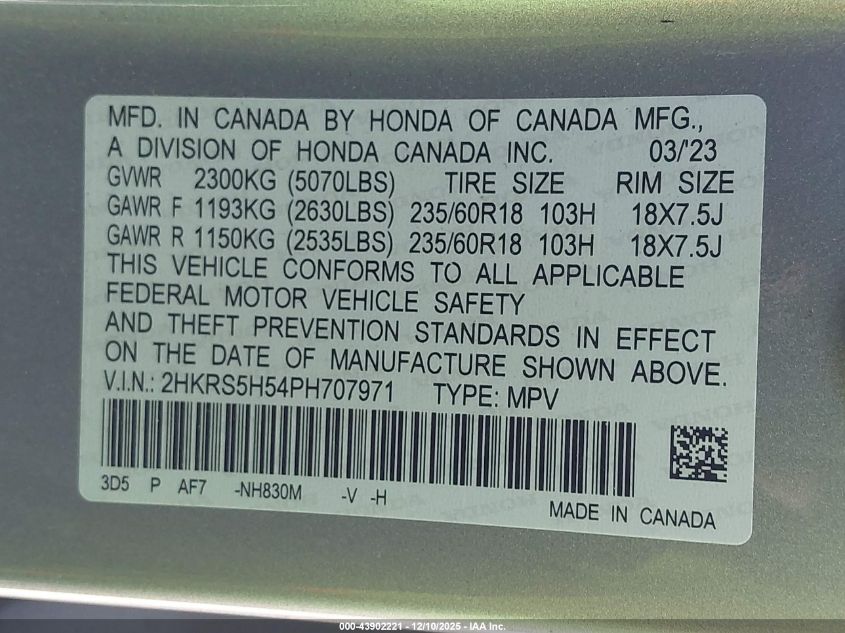 MFD. IN CANADA BY HONDA OF CANADA MFG.,
A DIVISION OF HONDA CANADA INC. 03/'23
GVWR 2300KG (5070LBS) TIRE SIZE RIM SIZE
GAWR F 1193KG (2630LBS) 235/60R18 103H 18X7.5J
GAWR R 1150KG (2535LBS) 235/60R18 103H 18X7.5J
THIS VEHICLE CONFORMS TO ALL APPLICABLE
FEDERAL MOTOR VEHICLE SAFETY
AND THEFT PREVENTION STANDARDS IN EFFECT
ON THE DATE OF MANUFACTURE SHOWN ABOVE.
V.I.N.: 2HKRS5H54PH707971 TYPE: MPV
3D5 P AF7 -NH830M -V -H
MADE IN CANADA
000-43902221 - 12/10/2025 - IAA Inc.